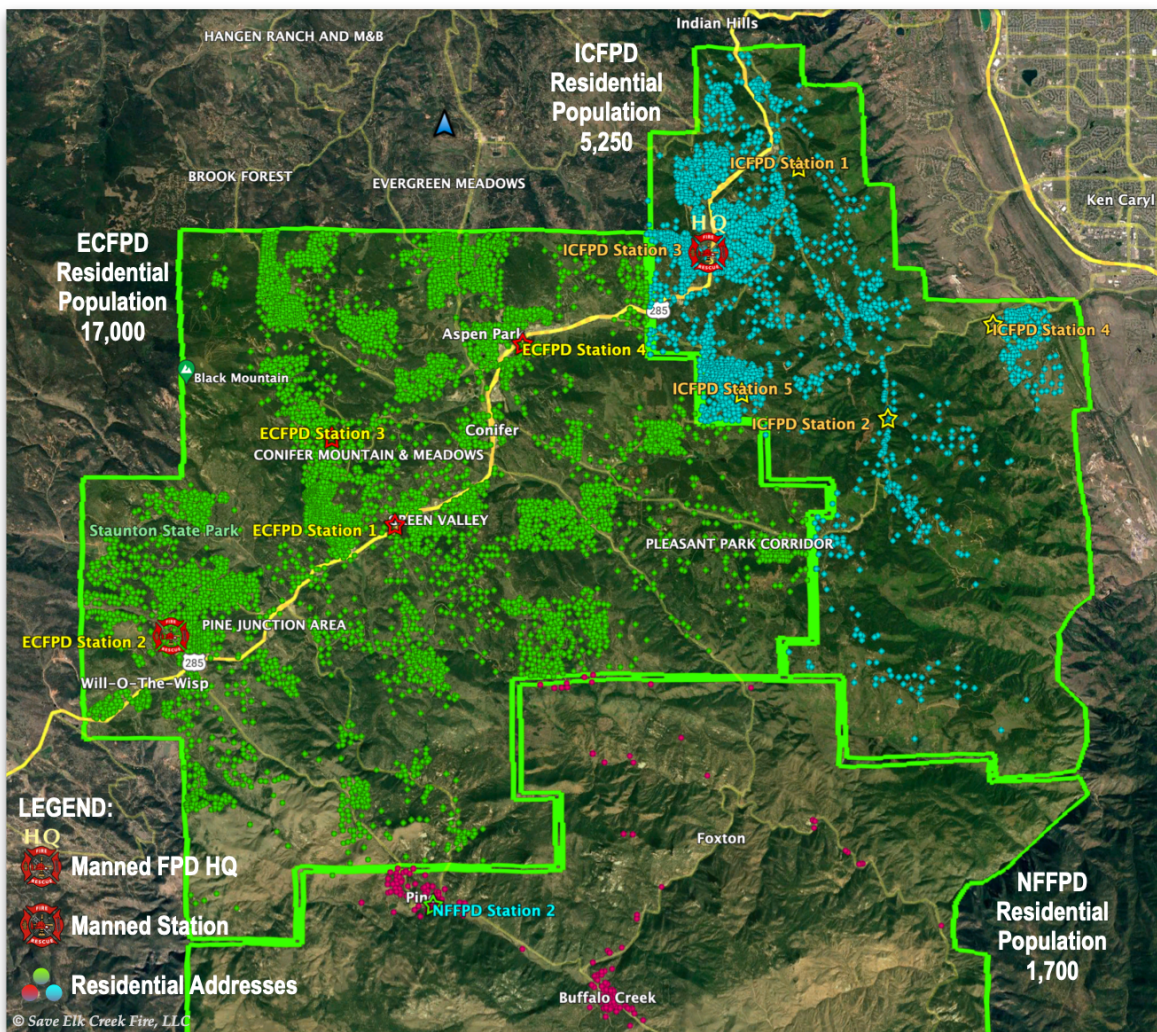 Indian Hills
HANGEN RANCH AND M&B
ICFPD
Residential
Population
5,250
BROOK FOREST
EVERGREEN MEADOWS
ICFPD Station 1
Ken Caryl
HQ
ECFPD
Residential
Population
17,000
ICFPD Station 3
285
ICFPD Station 4
Aspen Park
ECFPD Station 4
Black Mountain
ICFPD Station 5
ICFPD Station 2
ECFPD Station 3
Conifer
CONIFER MOUNTAIN & MEADOWS
Staunton State Park
ECFPD Station 1
GREEN VALLEY
PLEASANT PARK CORRIDOR
PINE JUNCTION AREA
ECFPD Station 2
285
Will-O-The-Wisp
LEGEND:
HQ
Manned FPD HQ
Manned Station
Residential Addresses
Foxton
NFFPD
Residential
Population
1,700
Pin
NFFPD Station 2
Buffalo Creek
© Save Elk Creek Fire, LLC